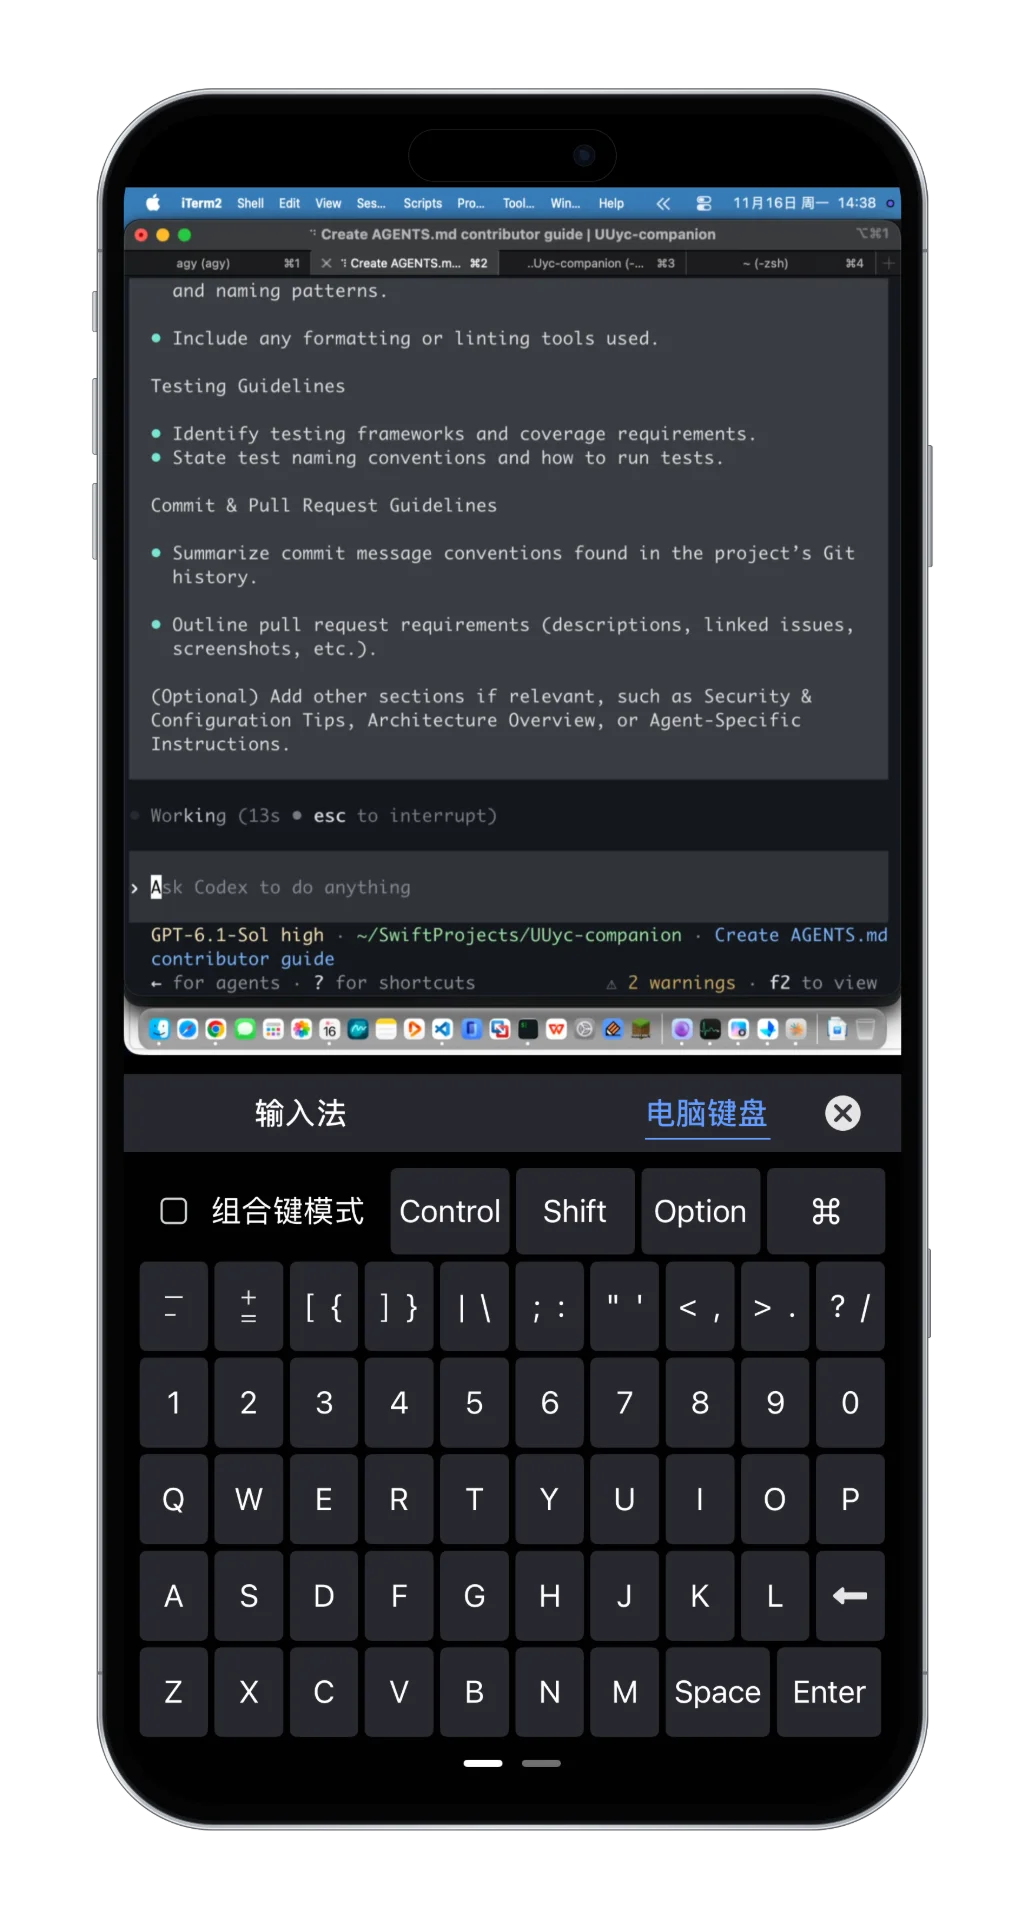 iTerm2 Shell Edit View Ses... Scripts Pro... Tool... Win... Help 11月16日 周一 14:38
Create AGENTS.md contributor guide | UUyc-companion ⌥⌘1
agy (agy) ⌘1 Create AGENTS.m... ⌘2 ..Uyc-companion (-... ⌘3 ~ (-zsh) ⌘4
and naming patterns.
• Include any formatting or linting tools used.
Testing Guidelines
• Identify testing frameworks and coverage requirements.
• State test naming conventions and how to run tests.
Commit & Pull Request Guidelines
• Summarize commit message conventions found in the project’s Git
history.
• Outline pull request requirements (descriptions, linked issues,
screenshots, etc.).
(Optional) Add other sections if relevant, such as Security &
Configuration Tips, Architecture Overview, or Agent-Specific
Instructions.
Working (13s • esc to interrupt)
› Ask Codex to do anything
GPT-6.1-Sol high · ~/SwiftProjects/UUyc-companion · Create AGENTS.md
contributor guide
← for agents · ? for shortcuts ⚠ 2 warnings · f2 to view
16
输入法 电脑键盘
组合键模式 Control Shift Option ⌘
— - + = [ { ] } | \ ; : " ' < , > . ? /
1 2 3 4 5 6 7 8 9 0
Q W E R T Y U I O P
A S D F G H J K L ←
Z X C V B N M Space Enter